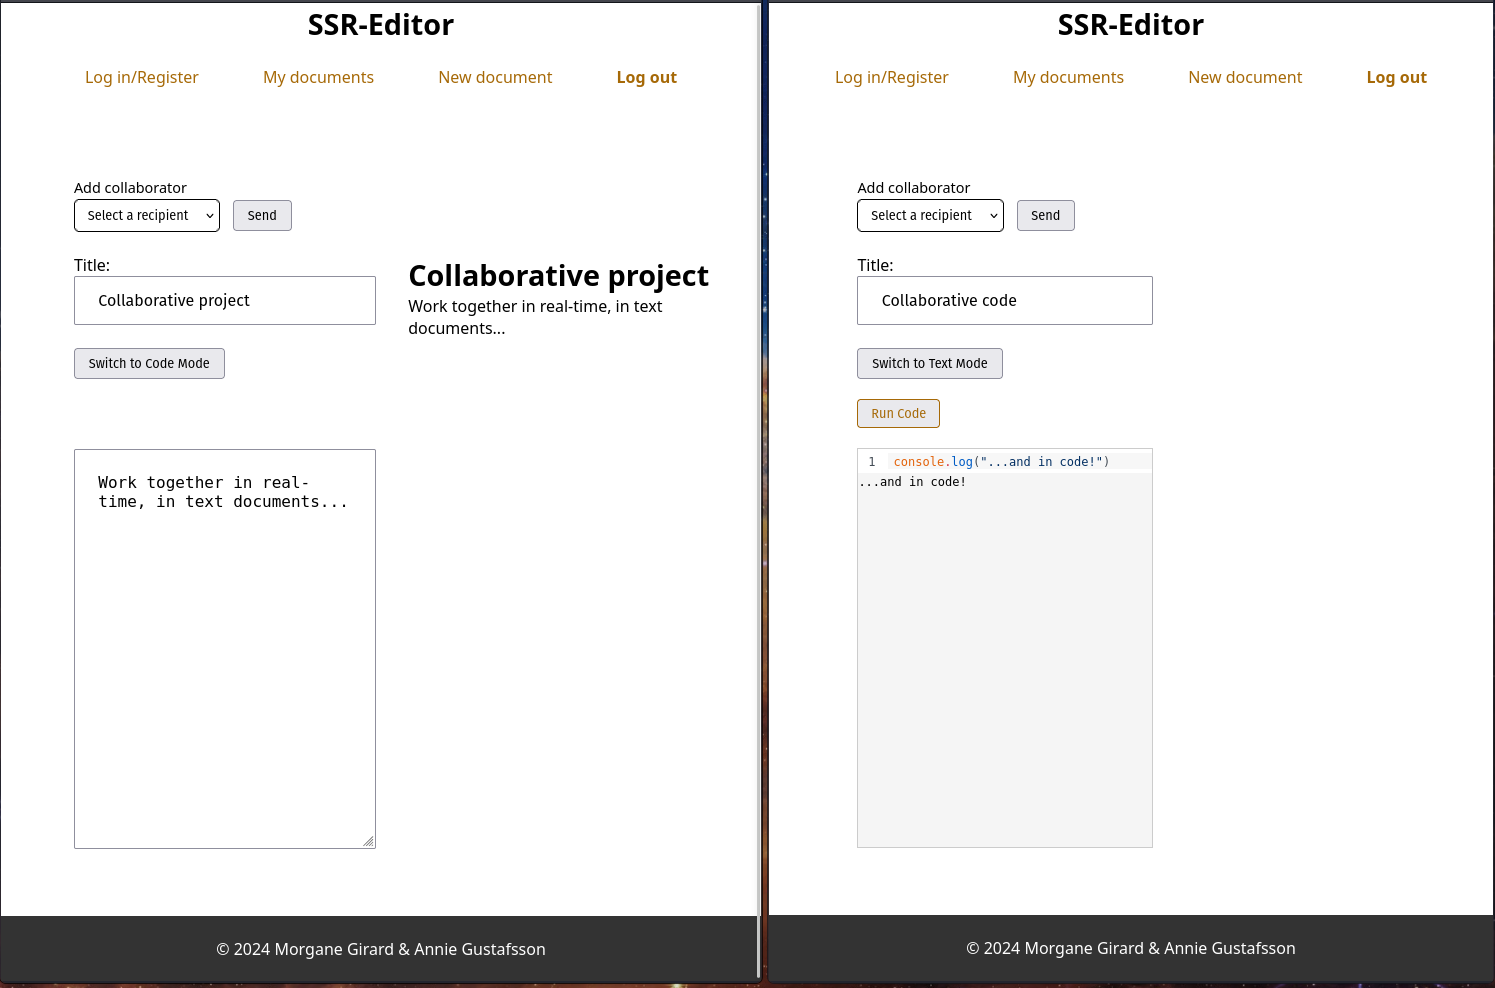 SSR-Editor
Log in/Register My documents New document Log out
Add collaborator
Select a recipient Send
Title:
Collaborative project
Switch to Code Mode
Work together in real-
time, in text documents...
Collaborative project
Work together in real-time, in text
documents...
© 2024 Morgane Girard & Annie Gustafsson
SSR-Editor
Log in/Register My documents New document Log out
Add collaborator
Select a recipient Send
Title:
Collaborative code
Switch to Text Mode
Run Code
1 console.log("...and in code!")
...and in code!
© 2024 Morgane Girard & Annie Gustafsson